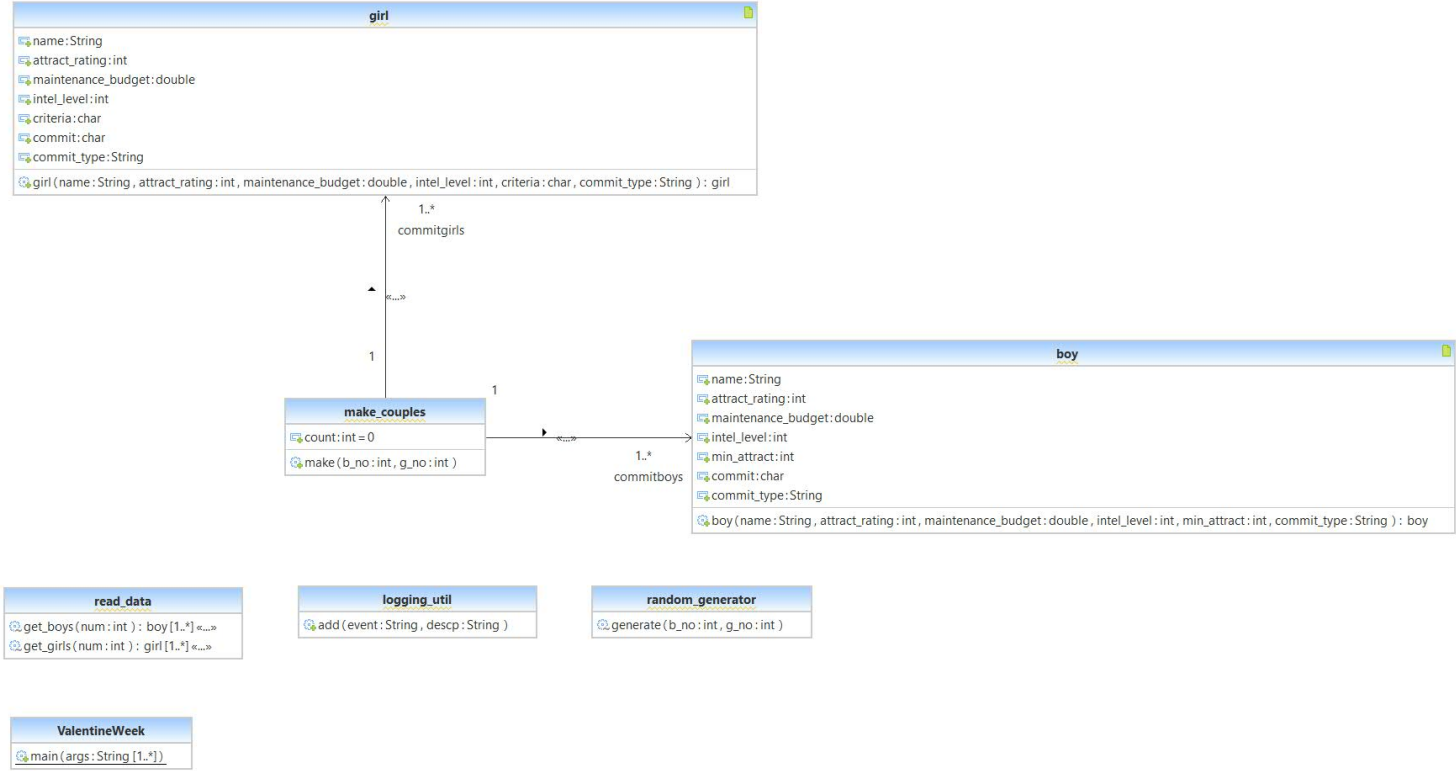 girl
name:String
attract_rating:int
maintenance_budget:double
intel_level:int
criteria:char
commit:char
commit_type:String
girl(name:String, attract_rating:int, maintenance_budget:double, intel_level:int, criteria:char, commit_type:String ): girl
1..*
commitgirls
«...»
1
make_couples
count:int=0
make(b_no:int, g_no:int )
1
«...»
1..*
commitboys
boy
name:String
attract_rating:int
maintenance_budget:double
intel_level:int
min_attract:int
commit:char
commit_type:String
boy(name:String, attract_rating:int, maintenance_budget:double, intel_level:int, min_attract:int, commit_type:String ): boy
read_data
get_boys(num:int ): boy[1..*]«...»
get_girls(num:int ): girl[1..*]«...»
logging_util
add(event:String, descp:String )
random_generator
generate(b_no:int, g_no:int )
ValentineWeek
main(args:String[1..*])